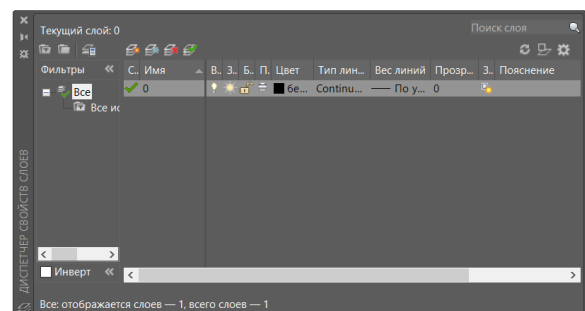 Текущий слой: 0
Поиск слоя
Фильтры
С.. Имя В.. З.. Б.. П. Цвет Тип лин... Вес линий Прозр... З.. Пояснение
Все
0 бе... Continu... — По у... 0
Все ис
Инверт
Все: отображается слоев — 1, всего слоев — 1
ДИСПЕТЧЕР СВОЙСТВ СЛОЕВ